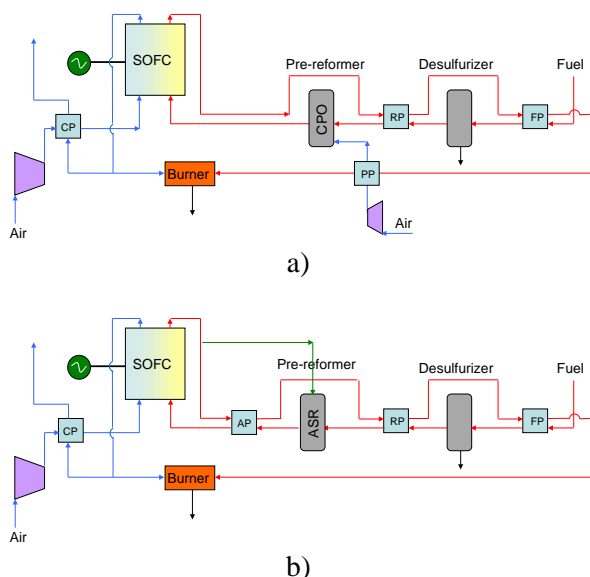 SOFC
Pre-reformer
Desulfurizer
Fuel
CP
CPO
RP
FP
Burner
PP
Air
Air
a)
SOFC
Pre-reformer
Desulfurizer
Fuel
CP
AP
ASR
RP
FP
Burner
Air
b)